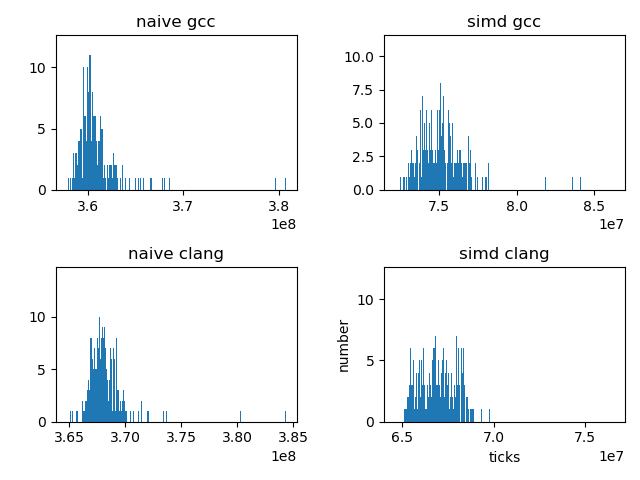 naive gcc
10
5
0
3.6 3.7 3.8
1e8
simd gcc
10.0
7.5
5.0
2.5
0.0
7.5 8.0 8.5
1e7
naive clang
10
5
0
3.65 3.70 3.75 3.80 3.85
1e8
simd clang
number
10
5
0
6.5 7.0 7.5
ticks
1e7